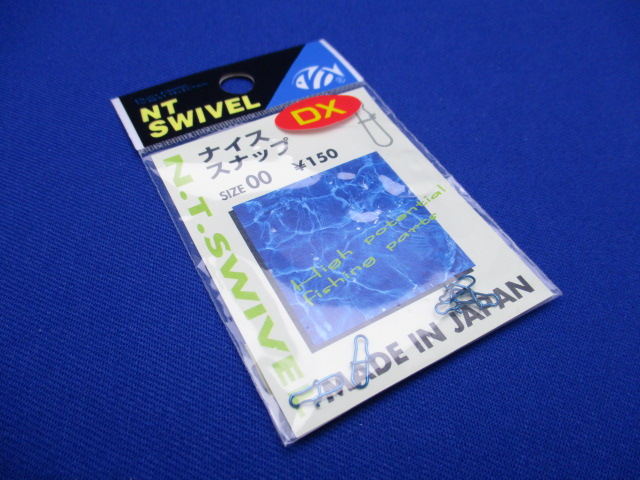 NT
SWIVEL
®
DX
ナイス
スナップ
SIZE 00 ¥150
N.T.SWIVEL
High potential
fishing parts
MADE IN JAPAN